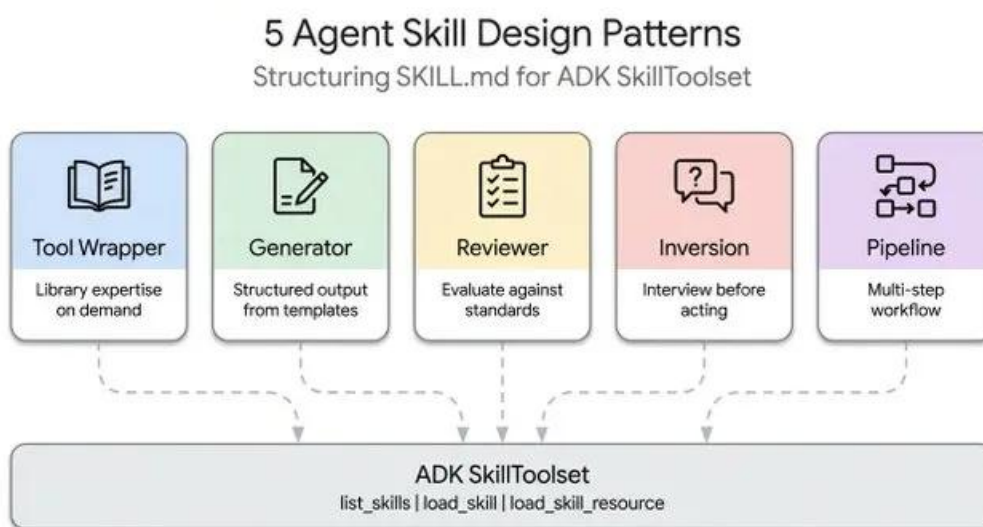 5 Agent Skill Design Patterns
Structuring SKILL.md for ADK SkillToolset
Tool Wrapper
Library expertise
on demand
Generator
Structured output
from templates
Reviewer
Evaluate against
standards
?
Inversion
Interview before
acting
Pipeline
Multi-step
workflow
ADK SkillToolset
list_skills | load_skill | load_skill_resource